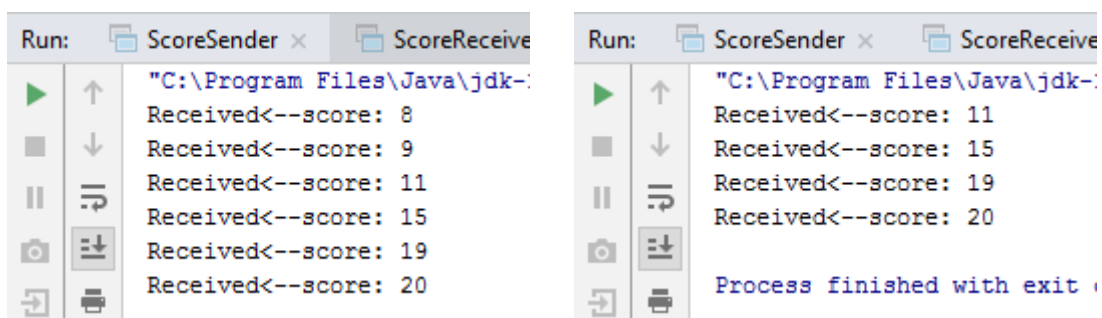 Run: ScoreSender × ScoreReceive
"C:\Program Files\Java\jdk-
Received<--score: 8
Received<--score: 9
Received<--score: 11
Received<--score: 15
Received<--score: 19
Received<--score: 20
Run: ScoreSender × ScoreReceive
"C:\Program Files\Java\jdk-
Received<--score: 11
Received<--score: 15
Received<--score: 19
Received<--score: 20
Process finished with exit